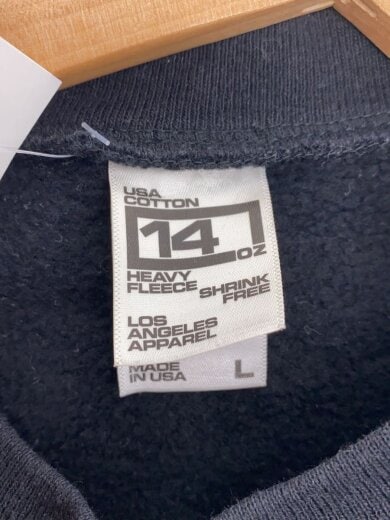 USA
COTTON
14 OZ
HEAVY
FLEECE SHRINK
FREE
LOS
ANGELES
APPAREL
MADE
IN USA L